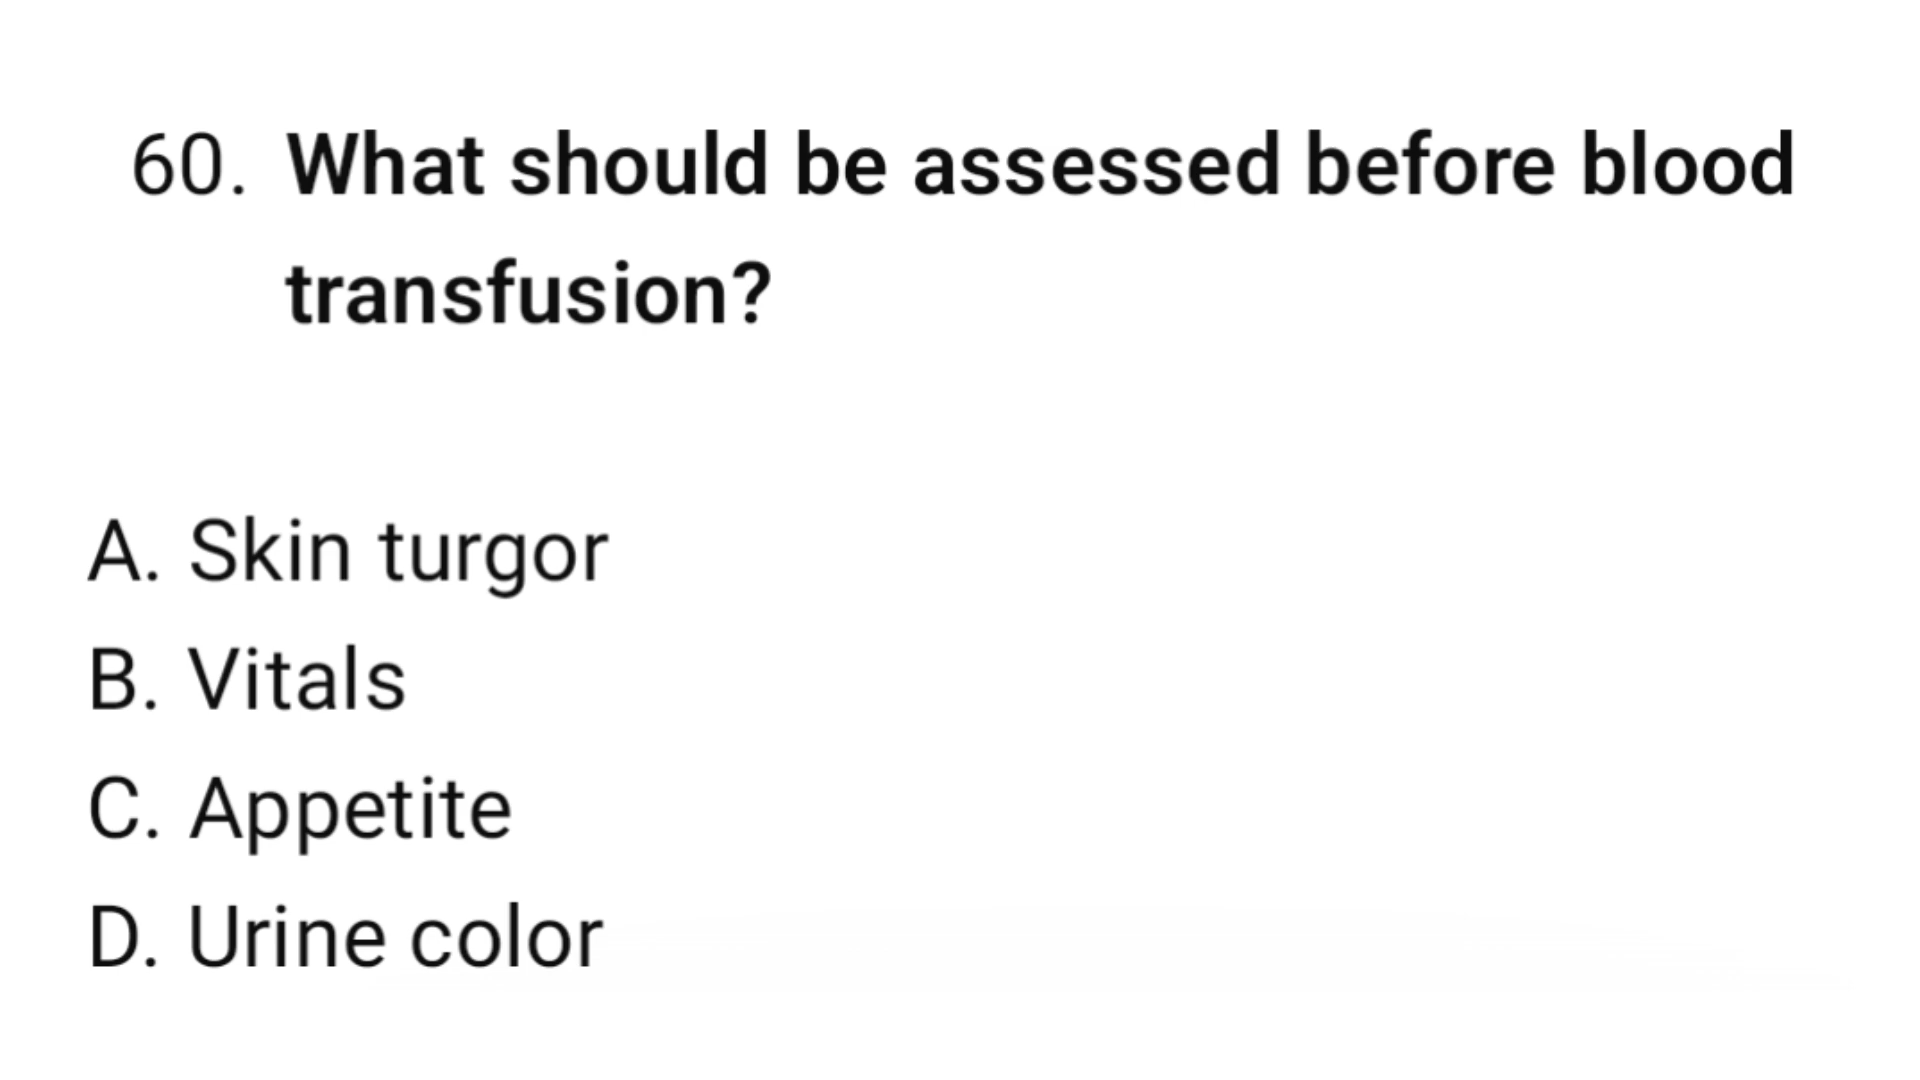 60. What should be assessed before blood
transfusion?
A. Skin turgor
B. Vitals
C. Appetite
D. Urine color